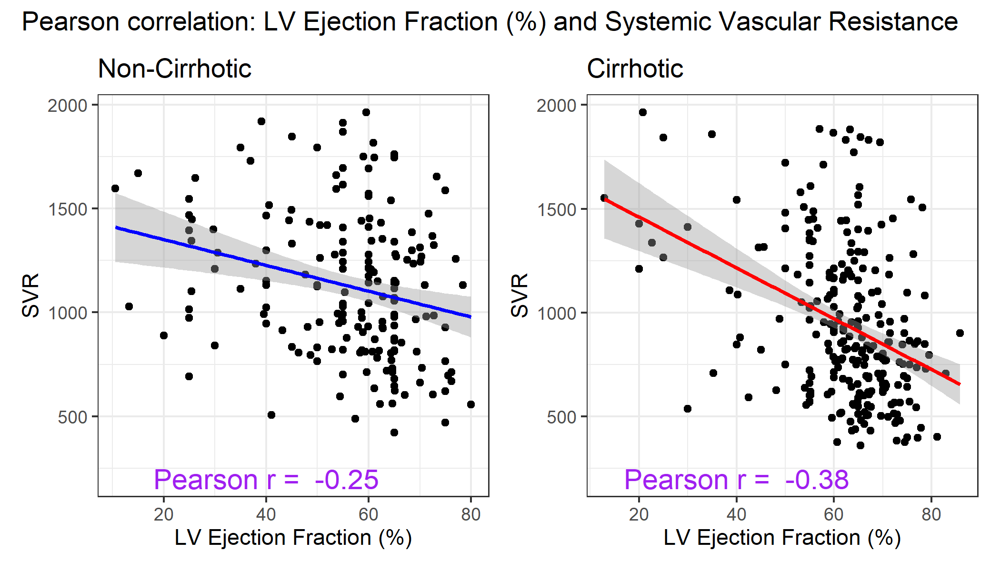 Pearson correlation: LV Ejection Fraction (%) and Systemic Vascular Resistance
Non-Cirrhotic
2000
1500
1000
500
SVR
Pearson r = -0.25
20 40 60 80
LV Ejection Fraction (%)
Cirrhotic
2000
1500
1000
500
SVR
Pearson r = -0.38
20 40 60 80
LV Ejection Fraction (%)